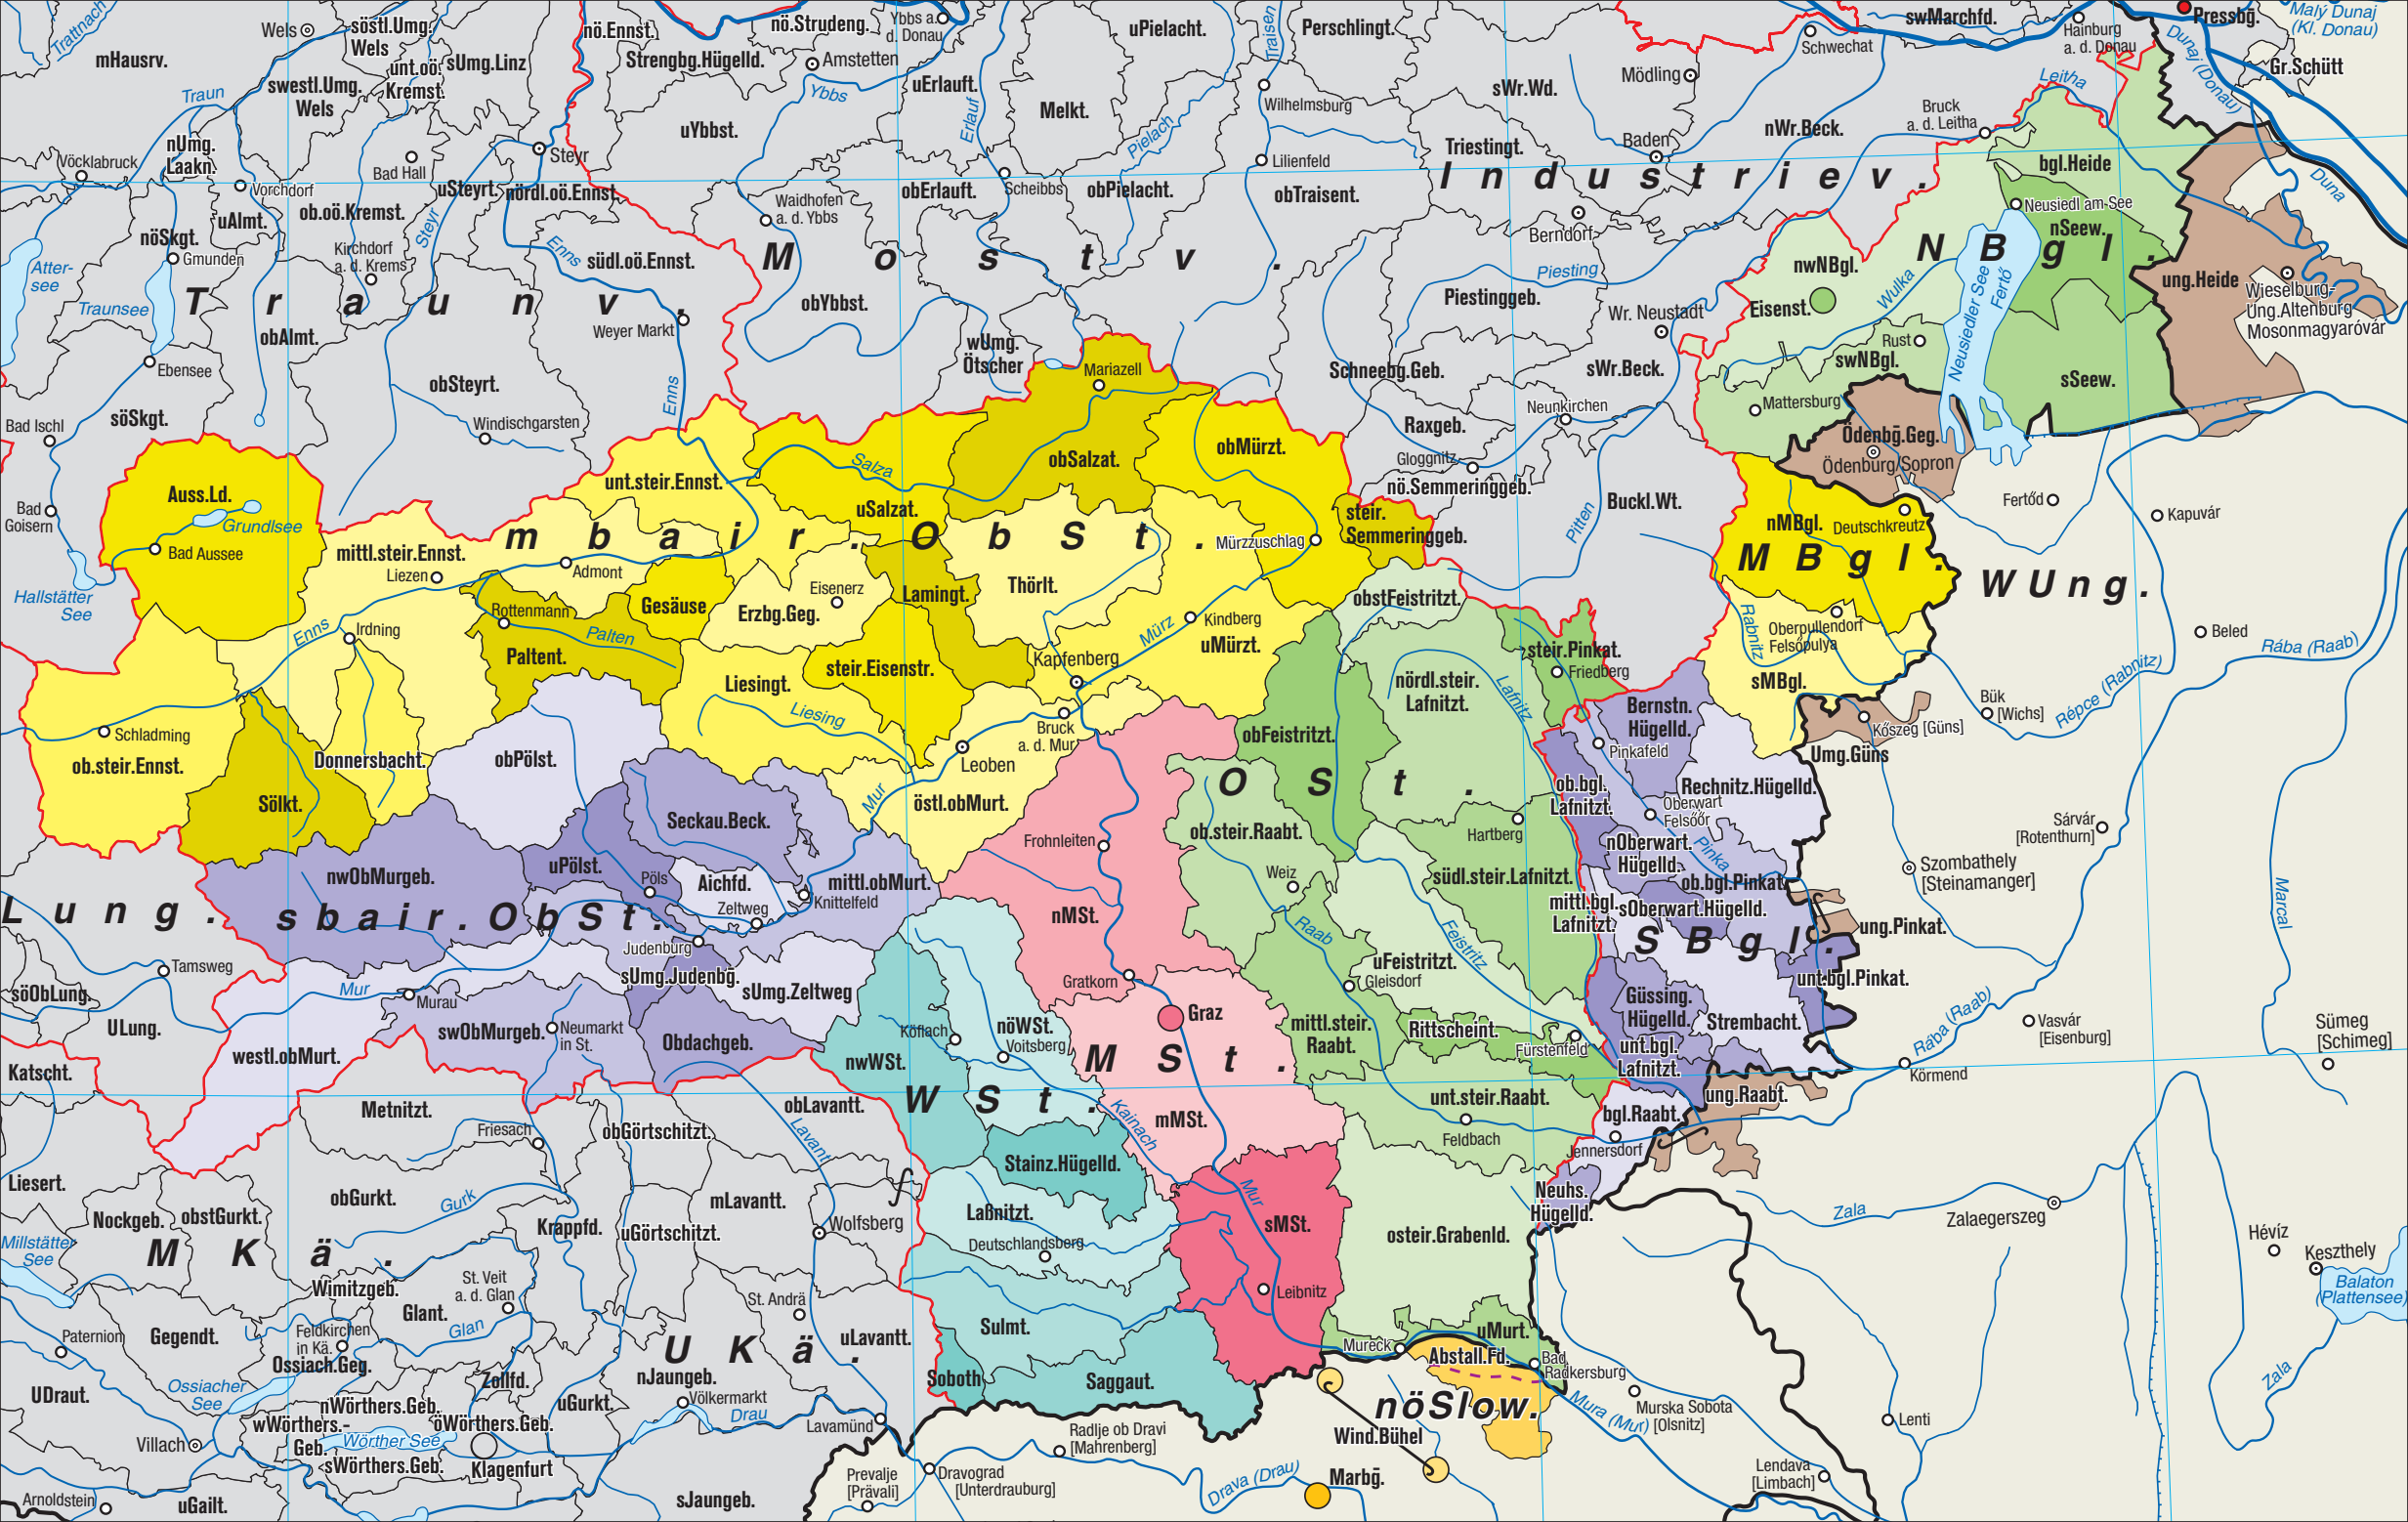 Trattnach
mHausrv.
Wels
söstl.Umg.
Wels
unt.oö.
Kremst.
swestl.Umg.
Wels
sUmg.Linz
nö.Ennst.
Strengbg.Hügelld.
nö.Strudeng.
Ybbs a.
d. Donau
Amstetten
Ybbs
uErlauft.
Erlauf
uPielacht.
Melkt.
Pielach
Traisen
Perschlingt.
Wilhelmsburg
sWr.Wd.
Mödling
Schwechat
swMarchfd.
Hainburg
a. d. Donau
Pressbg̅.
Malý Dunaj
(Kl. Donau)
Dunaj (Donau)
Gr.Schütt
Leitha
Bruck
a. d. Leitha
nWr.Beck.
Baden
Triestingt.
Industriev.
Traun
nUmg.
Laakn.
Vöcklabruck
Vorchdorf
Bad Hall
Steyr
uSteyrt.
nördl.oö.Ennst.
uYbbst.
Waidhofen
a. d. Ybbs
obErlauft.
Scheibbs
obPielacht.
Lilienfeld
obTraisent.
Berndorf
bgl.Heide
Neusiedl am See
nSeew.
Duna
uAlmt.
ob.oö.Kremst.
Steyr
nöSkgt.
Gmunden
Kirchdorf
a. d. Krems
Enns
südl.oö.Ennst.
Mostv.
Piesting
nwNBgl.
NBgl.
Atter-
see
Traunsee
Traunv.
Weyer Markt
obYbbst.
Piestinggeb.
Wr. Neustadt
Eisenst.
Wulka
Neusiedler See
Fertő
ung.Heide
Wieselburg-
Ung.Altenburg
Mosonmagyaróvár
obAlmt.
Ebensee
obSteyrt.
Enns
wUmg.
Ötscher
Mariazell
Schneebg.Geb.
sWr.Beck.
Rust
swNBgl.
sSeew.
söSkgt.
Bad Ischl
Windischgarsten
Neunkirchen
Raxgeb.
Mattersburg
Ödenbg̅.Geg.
Ödenburg/Sopron
obMürzt.
obSalzat.
Salza
Gloggnitz
nö.Semmeringgeb.
Buckl.Wt.
Auss.Ld.
Bad
Goisern
Grundlsee
Bad Aussee
unt.steir.Ennst.
uSalzat.
steir.
Semmeringgeb.
Mürzzuschlag
Pitten
nMBgl.
Deutschkreutz
Fertőd
Kapuvár
mittl.steir.Ennst.
Liezen
mbair.ObSt.
Admont
MBgl.
WUng.
Hallstätter
See
Rottenmann
Gesäuse
Eisenerz
Erzbg.Geg.
Lamingt.
Thörlt.
Kindberg
obstFeistritzt.
Rabnitz
Oberpullendorf
Felsőpulya
Beled
Enns
Irdning
Palten
Paltent.
Liesingt.
steir.Eisenstr.
Kapfenberg
Mürz
uMürzt.
steir.Pinkat.
Friedberg
sMBgl.
Rába (Raab)
Répce (Rabnitz)
Bük
[Wichs]
Kőszeg [Güns]
Umg.Güns
nördl.steir.
Lafnitzt.
Lafnitz
Bernstn.
Hügelld.
Pinkafeld
Schladming
ob.steir.Ennst.
Donnersbacht.
obPölst.
Liesing
Leoben
Bruck
a. d. Mur
obFeistritzt.
Rechnitz.Hügelld.
ob.bgl.
Lafnitzt.
Sölkt.
Seckau.Beck.
Mur
östl.obMurt.
OSt.
Oberwart
Felsőőr
Frohnleiten
ob.steir.Raabt.
Hartberg
Sárvár
[Rotenthurn]
nOberwart.
Hügelld.
Pinka
nwObMurgeb.
uPölst.
Pöls
Aichfd.
Zeltweg
mittl.obMurt.
Knittelfeld
Weiz
südl.steir.Lafnitzt.
ob.bgl.Pinkat.
Szombathely
[Steinamanger]
Marcal
Lung.
sbair.ObSt.
nMSt.
mittl.bgl.
Lafnitzt.
sOberwart.Hügelld.
ung.Pinkat.
Judenburg
Raab
Feistritz
SBgl.
Tamsweg
söObLung.
sUmg.Judenbg̅.
sUmg.Zeltweg
Gratkorn
uFeistritzt.
Gleisdorf
unt.bgl.Pinkat.
Mur
Murau
ULung.
swObMurgeb.
Neumarkt
in St.
Obdachgeb.
Köflach
nöWSt.
Voitsberg
Graz
mittl.steir.
Raabt.
Rittscheint.
Fürstenfeld
Güssing.
Hügelld.
Strembacht.
Vasvár
[Eisenburg]
Sümeg
[Schimeg]
westl.obMurt.
Katscht.
nwWSt.
MSt.
unt.bgl.
Lafnitzt.
Rába (Raab)
Körmend
Metnitzt.
obLavantt.
WSt.
Kainach
mMSt.
unt.steir.Raabt.
Feldbach
bgl.Raabt.
ung.Raabt.
Jennersdorf
Friesach
obGörtschitzt.
Lavant
Stainz.Hügelld.
Liesert.
Nockgeb.
obstGurkt.
obGurkt.
Gurk
Krappfd.
uGörtschitzt.
mLavantt.
Wolfsberg
Laßnitzt.
Deutschlandsberg
Mur
sMSt.
osteir.Grabenld.
Neuhs.
Hügelld.
Zala
Zalaegerszeg
Hévíz
Keszthely
Balaton
(Plattensee)
Millstätter
See
MKä.
Wimitzgeb.
St. Veit
a. d. Glan
Glant.
St. Andrä
Leibnitz
Paternion
Gegendt.
Feldkirchen
in Kä.
Glan
Ossiach.Geg.
UKä.
uLavantt.
Sulmt.
Mureck
uMurt.
Abstall.Fd.
Bad
Radkersburg
UDraut.
Ossiacher
See
Zollfd.
nJaungeb.
Soboth
Saggaut.
nöSlow.
Mura (Mur)
Murska Sobota
[Olsnitz]
Zala
nWörthers.Geb.
wWörthers.-
Geb.
öWörthers.Geb.
uGurkt.
Völkermarkt
Drau
Lavamünd
Wind.Bühel
Lenti
Villach
Wörther See
sWörthers.Geb.
Klagenfurt
Radlje ob Dravi
[Mahrenberg]
Arnoldstein
uGailt.
sJaungeb.
Prevalje
[Prävali]
Dravograd
[Unterdrauburg]
Drava (Drau)
Marbg̅.
Lendava
[Limbach]